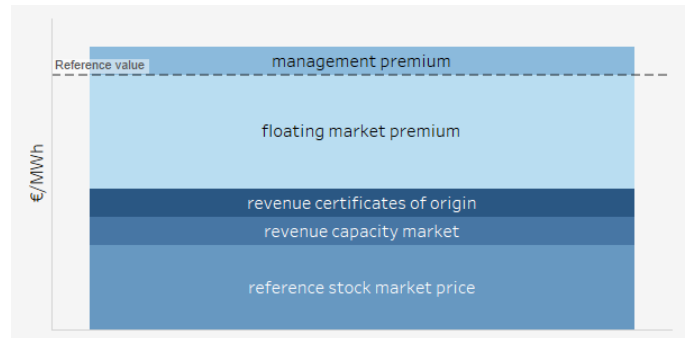 management premium
Reference value
floating market premium
€/MWh
revenue certificates of origin
revenue capacity market
reference stock market price